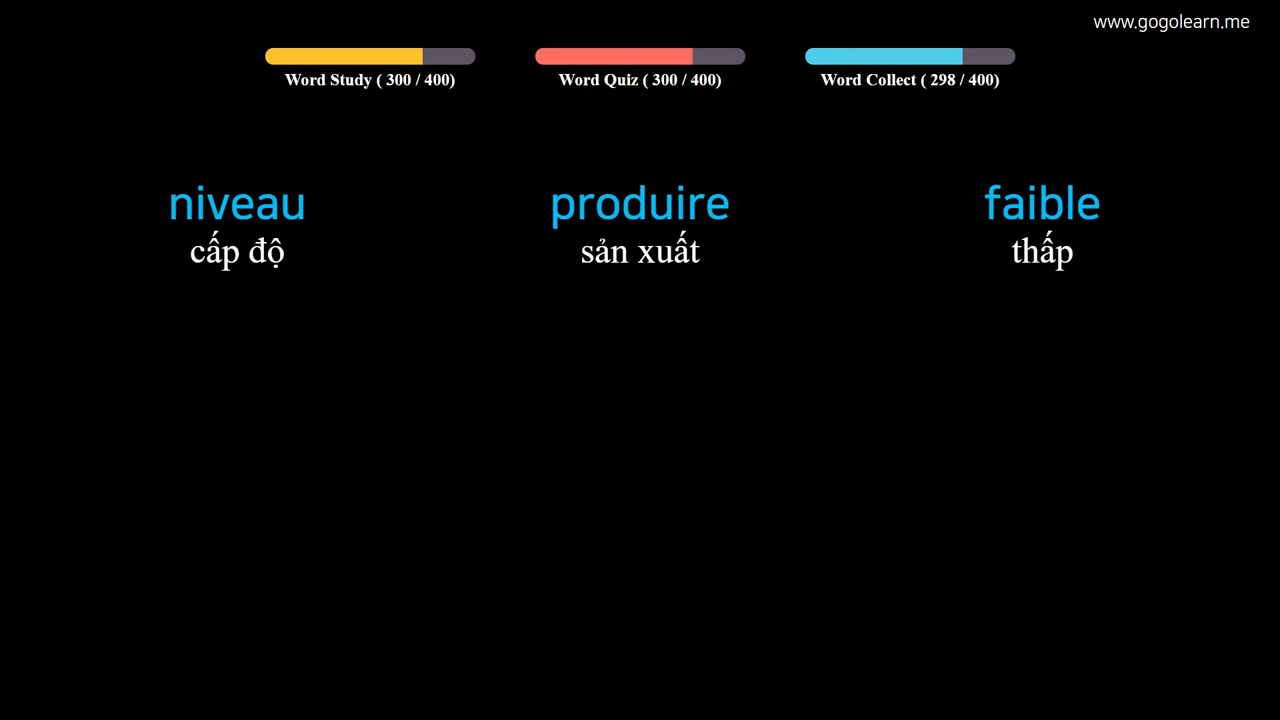 www.gogolearn.me
Word Study ( 300 / 400)
Word Quiz ( 300 / 400)
Word Collect ( 298 / 400)
niveau
cấp độ
produire
sản xuất
faible
thấp